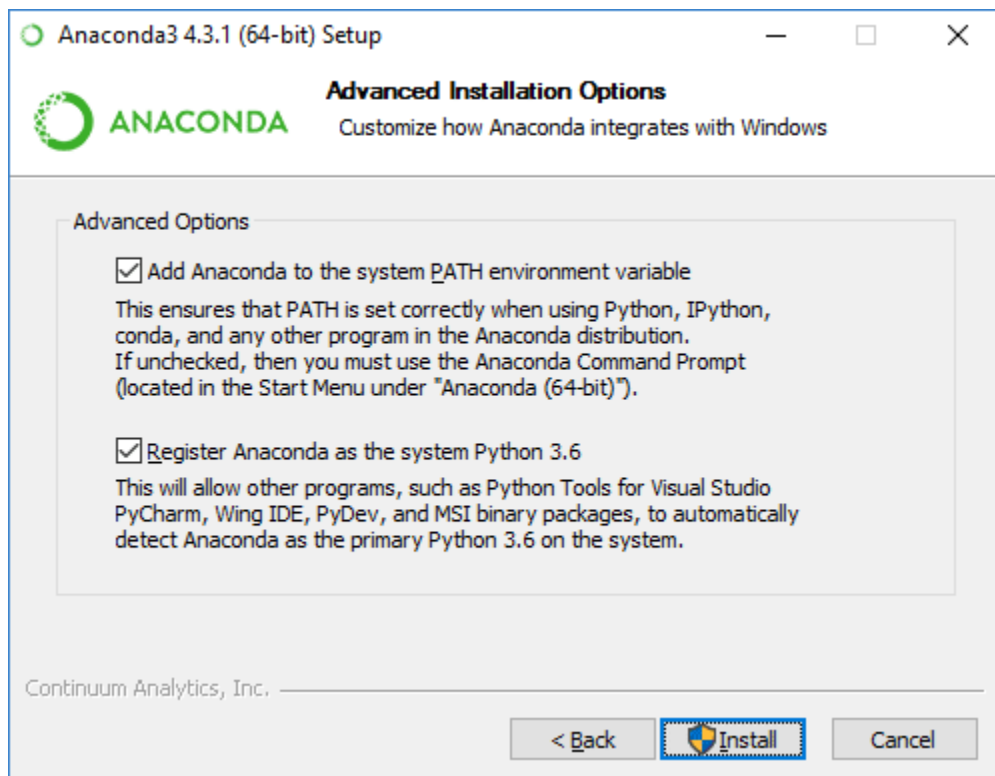 Anaconda3 4.3.1 (64-bit) Setup
ANACONDA
Advanced Installation Options
Customize how Anaconda integrates with Windows
Advanced Options
Add Anaconda to the system PATH environment variable
This ensures that PATH is set correctly when using Python, IPython,
conda, and any other program in the Anaconda distribution.
If unchecked, then you must use the Anaconda Command Prompt
(located in the Start Menu under "Anaconda (64-bit)").
Register Anaconda as the system Python 3.6
This will allow other programs, such as Python Tools for Visual Studio
PyCharm, Wing IDE, PyDev, and MSI binary packages, to automatically
detect Anaconda as the primary Python 3.6 on the system.
Continuum Analytics, Inc.
< Back
Install
Cancel